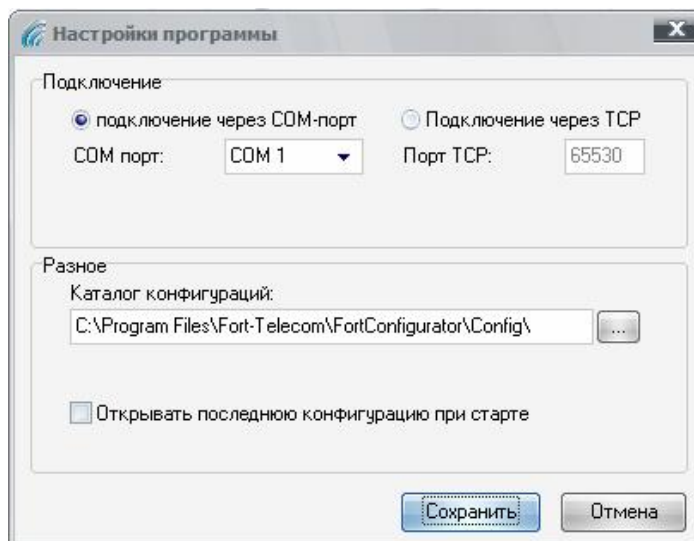 Настройки программы
Подключение
подключение через COM-порт
Подключение через TCP
COM порт:
COM 1
Порт TCP:
65530
Разное
Каталог конфигураций:
C:\Program Files\Fort-Telecom\FortConfigurator\Config\
...
Открывать последнюю конфигурацию при старте
Сохранить
Отмена